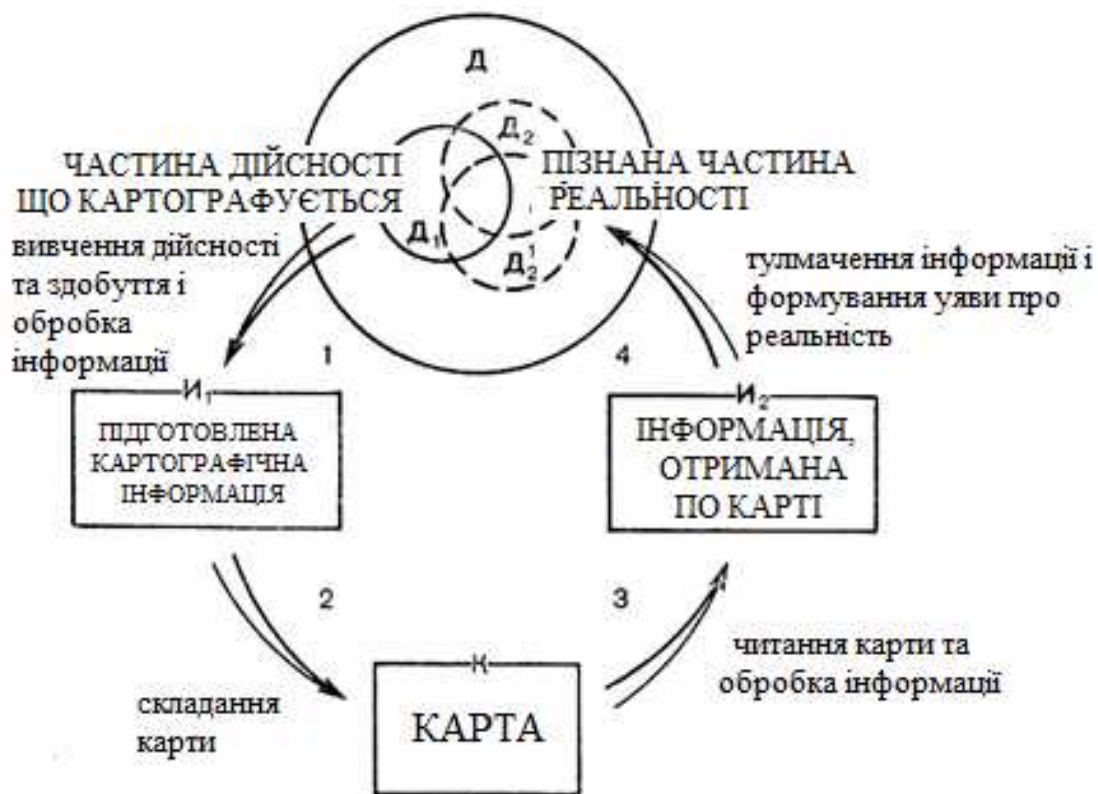 Д
Д₂
ЧАСТИНА ДІЙСНОСТІ
ЩО КАРТОГРАФУЄТЬСЯ
ПІЗНАНА ЧАСТИНА
РЕАЛЬНОСТІ
Д₁
Д₂¹
вивчення дійсності
та здобуття і
обробка
інформації
тулмачення інформації і
формування уяви про
реальність
1
4
И₁
ПІДГОТОВЛЕНА
КАРТОГРАФІЧНА
ІНФОРМАЦІЯ
И₂
ІНФОРМАЦІЯ,
ОТРИМАНА
ПО КАРТІ
2
3
складання
карти
К
КАРТА
читання карти та
обробка інформації